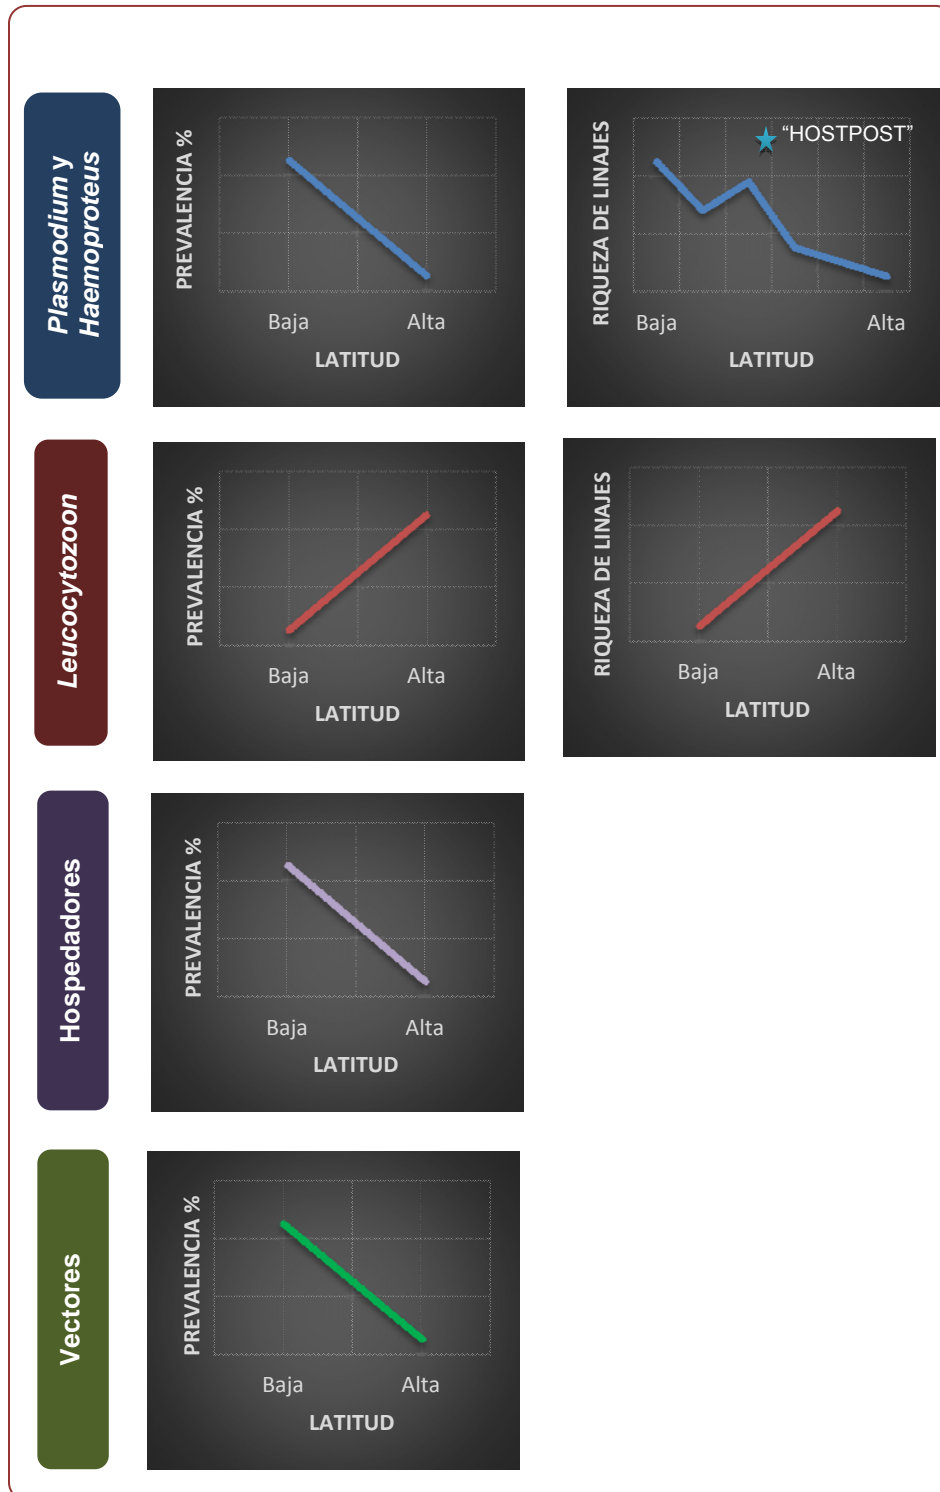 Plasmodium y
Haemoproteus
PREVALENCIA %
Baja
Alta
LATITUD
RIQUEZA DE LINAJES
“HOSTPOST”
Baja
Alta
LATITUD
Leucocytozoon
PREVALENCIA %
Baja
Alta
LATITUD
RIQUEZA DE LINAJES
Baja
Alta
LATITUD
Hospedadores
PREVALENCIA %
Baja
Alta
LATITUD
Vectores
PREVALENCIA %
Baja
Alta
LATITUD